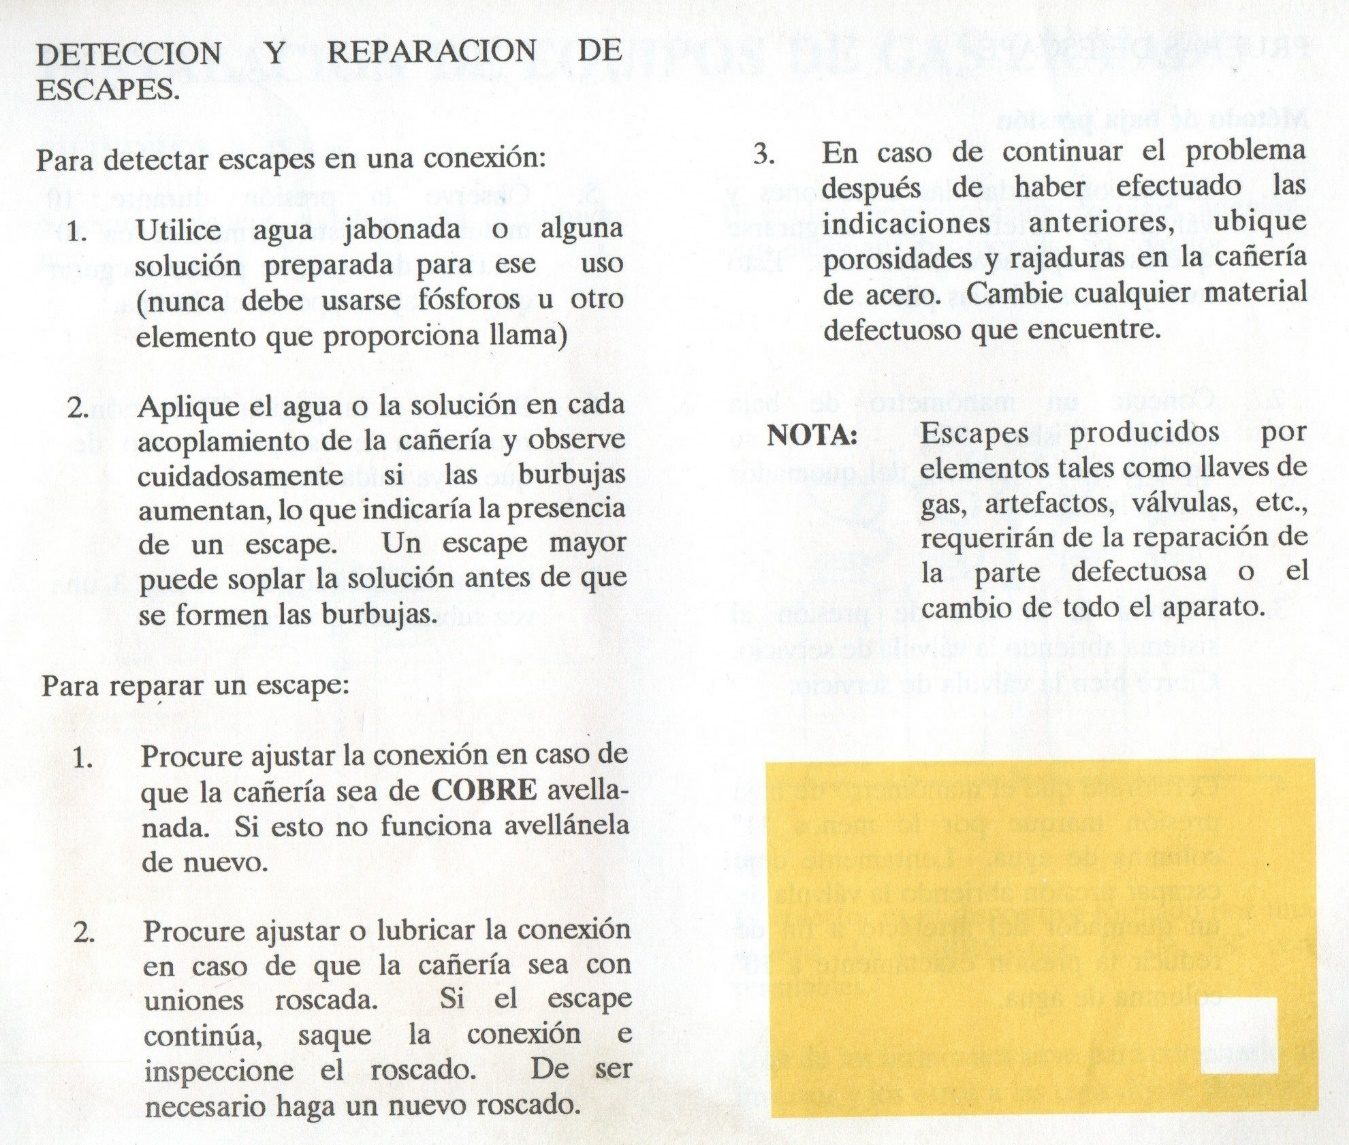 DETECCION Y REPARACION DE
ESCAPES.
Para detectar escapes en una conexión:
1. Utilice agua jabonada o alguna
solución preparada para ese uso
(nunca debe usarse fósforos u otro
elemento que proporciona llama)
2. Aplique el agua o la solución en cada
acoplamiento de la cañería y observe
cuidadosamente si las burbujas
aumentan, lo que indicaría la presencia
de un escape. Un escape mayor
puede soplar la solución antes de que
se formen las burbujas.
Para reparar un escape:
1. Procure ajustar la conexión en caso de
que la cañería sea de COBRE avella-
nada. Si esto no funciona avellánela
de nuevo.
2. Procure ajustar o lubricar la conexión
en caso de que la cañería sea con
uniones roscada. Si el escape
continúa, saque la conexión e
inspeccione el roscado. De ser
necesario haga un nuevo roscado.
3. En caso de continuar el problema
después de haber efectuado las
indicaciones anteriores, ubique
porosidades y rajaduras en la cañería
de acero. Cambie cualquier material
defectuoso que encuentre.
NOTA: Escapes producidos por
elementos tales como llaves de
gas, artefactos, válvulas, etc.,
requerirán de la reparación de
la parte defectuosa o el
cambio de todo el aparato.